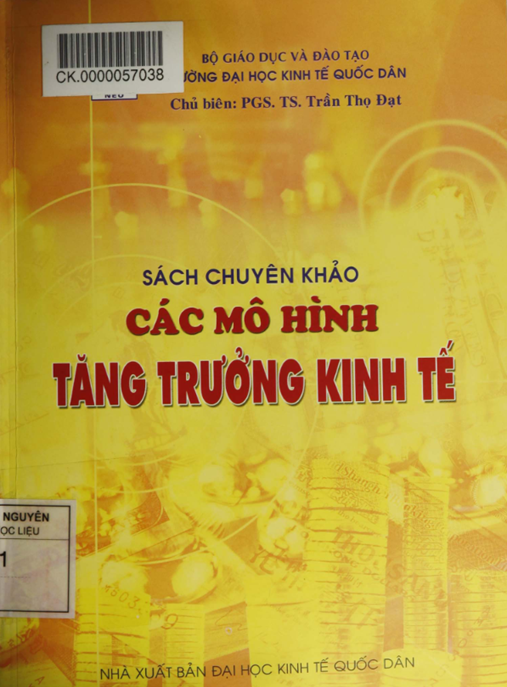 CK.0000057038
NEU
BỘ GIÁO DỤC VÀ ĐÀO TẠO
ĐẠI HỌC KINH TẾ QUỐC DÂN
Chủ biên: PGS. TS. Trần Thọ Đạt
SÁCH CHUYÊN KHẢO
CÁC MÔ HÌNH
TĂNG TRƯỞNG KINH TẾ
NGUYÊN
ỌC LIỆU
1
NHÀ XUẤT BẢN ĐẠI HỌC KINH TẾ QUỐC DÂN